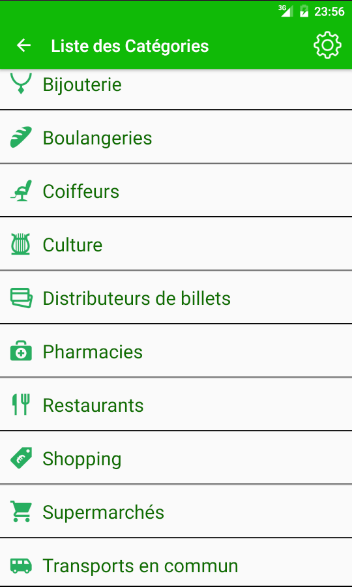 3G 23:56
Liste des Catégories
Bijouterie
Boulangeries
Coiffeurs
Culture
Distributeurs de billets
Pharmacies
Restaurants
Shopping
Supermarchés
Transports en commun